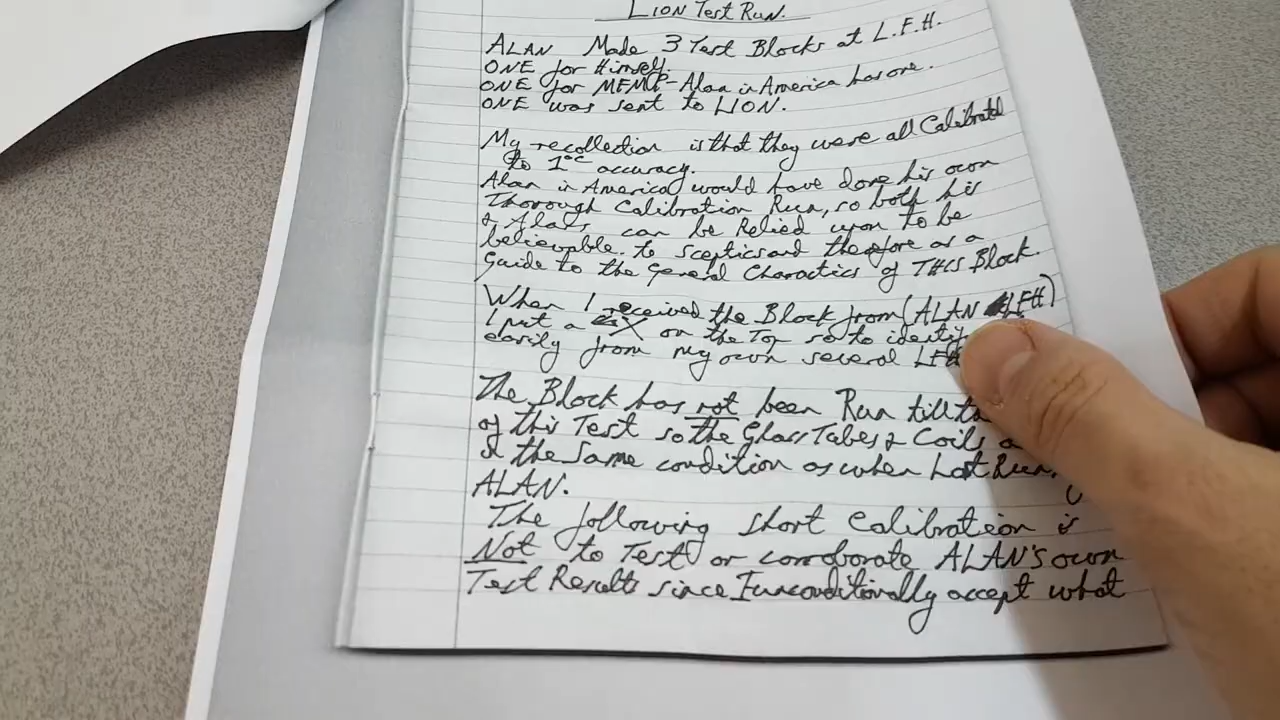 LION TEST RUN.
ALAN Made 3 Test Blocks at L.F.H.
ONE for Himself.
ONE for MFMP - Alan in America has one.
ONE was sent to LION.
My recollection is that they were all Calibrated
to 1°C accuracy.
Alan in America would have done his own
Thorough Calibration Run, so both his
& Alan's can be Relied upon to be
believable to sceptics and therefore as a
Guide to the General Charactics of THIS Block.
When I received the Block from (ALAN LFH)
I put a X on the Top so to identify
easily from my own several
The Block has not been Run till
of this Test so the Glass Tubes & Coils
the Same condition as when last Run
ALAN.
The following short Calibration is
Not to Test or corroborate ALAN'S own
Test Results since I unconditionally accept what